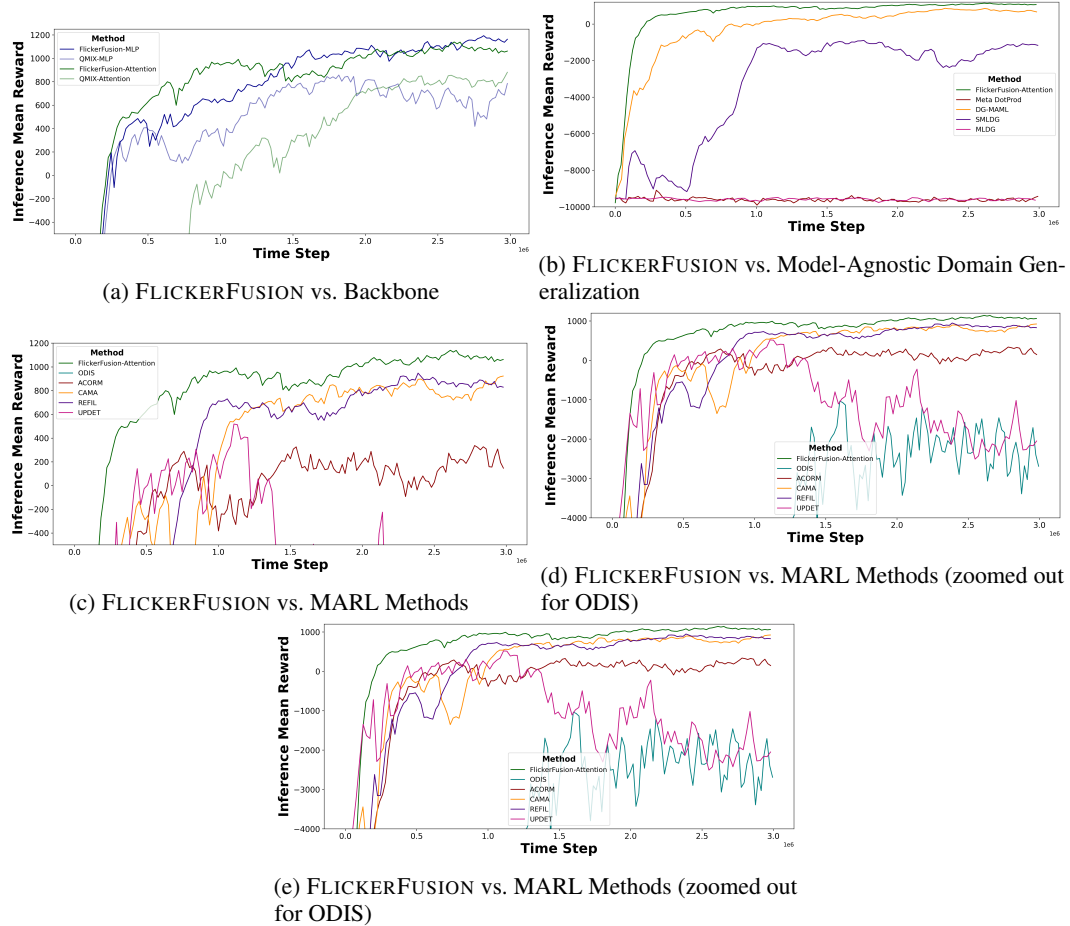 Inference Mean Reward
1200
1000
800
600
400
200
0
−200
−400
Method
FlickerFusion-MLP
QMIX-MLP
FlickerFusion-Attention
QMIX-Attention
0.0 0.5 1.0 1.5 2.0 2.5 3.0
1e6
Time Step
(a) FLICKERFUSION vs. Backbone
Inference Mean Reward
0
−2000
−4000
−6000
−8000
−10000
Method
FlickerFusion-Attention
Meta DotProd
DG-MAML
SMLDG
MLDG
0.0 0.5 1.0 1.5 2.0 2.5 3.0
1e6
Time Step
(b) FLICKERFUSION vs. Model-Agnostic Domain Gen-
eralization
Inference Mean Reward
1200
1000
800
600
400
200
0
−200
−400
Method
FlickerFusion-Attention
ODIS
ACORM
CAMA
REFIL
UPDET
0.0 0.5 1.0 1.5 2.0 2.5 3.0
1e6
Time Step
(c) FLICKERFUSION vs. MARL Methods
Inference Mean Reward
1000
0
−1000
−2000
−3000
−4000
Method
FlickerFusion-Attention
ODIS
ACORM
CAMA
REFIL
UPDET
0.0 0.5 1.0 1.5 2.0 2.5 3.0
1e6
Time Step
(d) FLICKERFUSION vs. MARL Methods (zoomed out
for ODIS)
Inference Mean Reward
1000
0
−1000
−2000
−3000
−4000
Method
FlickerFusion-Attention
ODIS
ACORM
CAMA
REFIL
UPDET
0.0 0.5 1.0 1.5 2.0 2.5 3.0
1e6
Time Step
(e) FLICKERFUSION vs. MARL Methods (zoomed out
for ODIS)